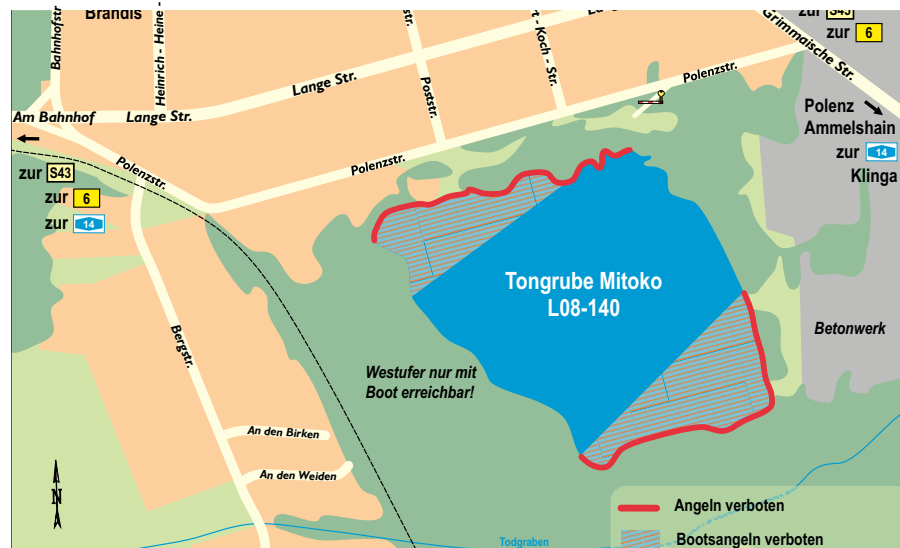 Brandis
Bahnhofstr
Heinrich - Heine -
Lange Str.
Poststr.
rt - Koch - Str.
La
zur S43
zur 6
Grimmaische Str.
Polenzstr.
Am Bahnhof
Lange Str.
Polenz
Ammelshain
zur 14
Klinga
zur S43
zur 6
zur 14
Polenzstr.
Polenzstr.
Tongrube Mitoko
L08-140
Betonwerk
Bergstr.
Westufer nur mit
Boot erreichbar!
An den Birken
An den Weiden
N
Angeln verboten
Bootsangeln verboten
Todgraben